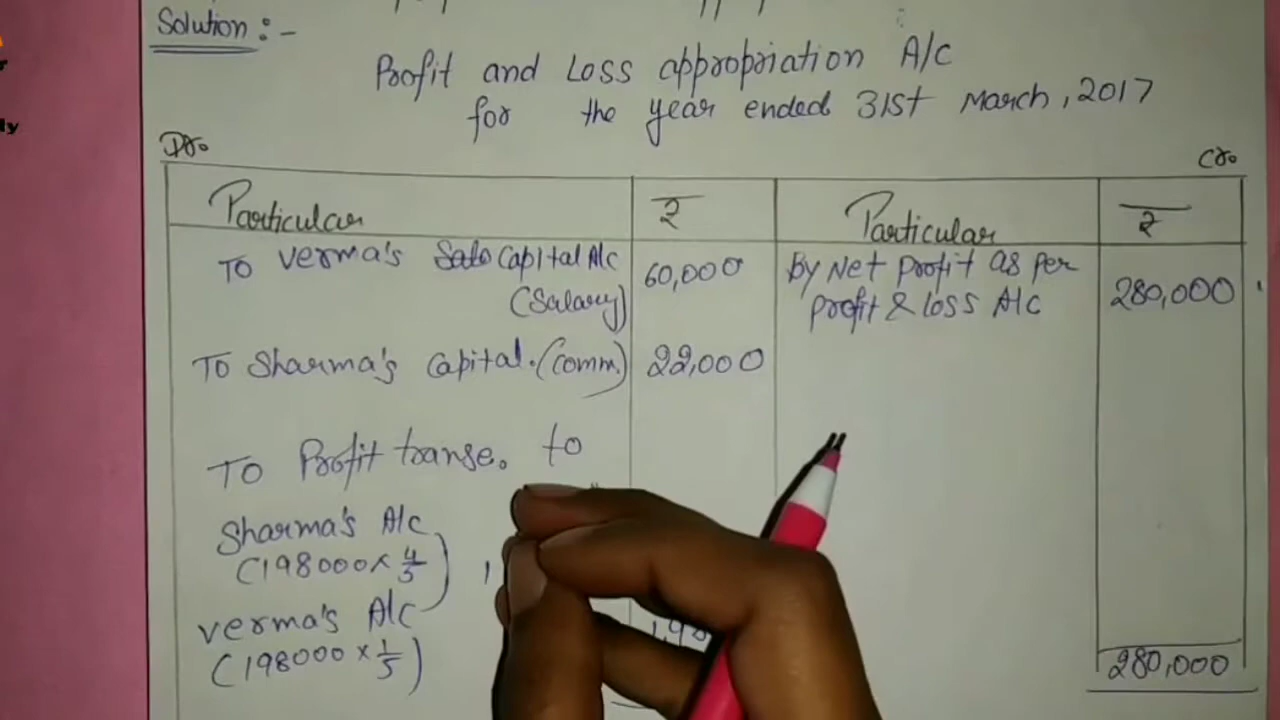 Solution :-
Profit and Loss appropriation A/c
for the year ended 31st March, 2017
Dr. Cr.
Particular ₹ Particular ₹
To Verma's Capital A/c 60,000 By Net profit as per
(Salary) profit & loss A/c 280,000
To Sharma's Capital. (Comm.) 22,000
To Profit transe. to
Sharma's A/c
(198000 × 4/5)
Verma's A/c
(198000 × 1/5)
280,000